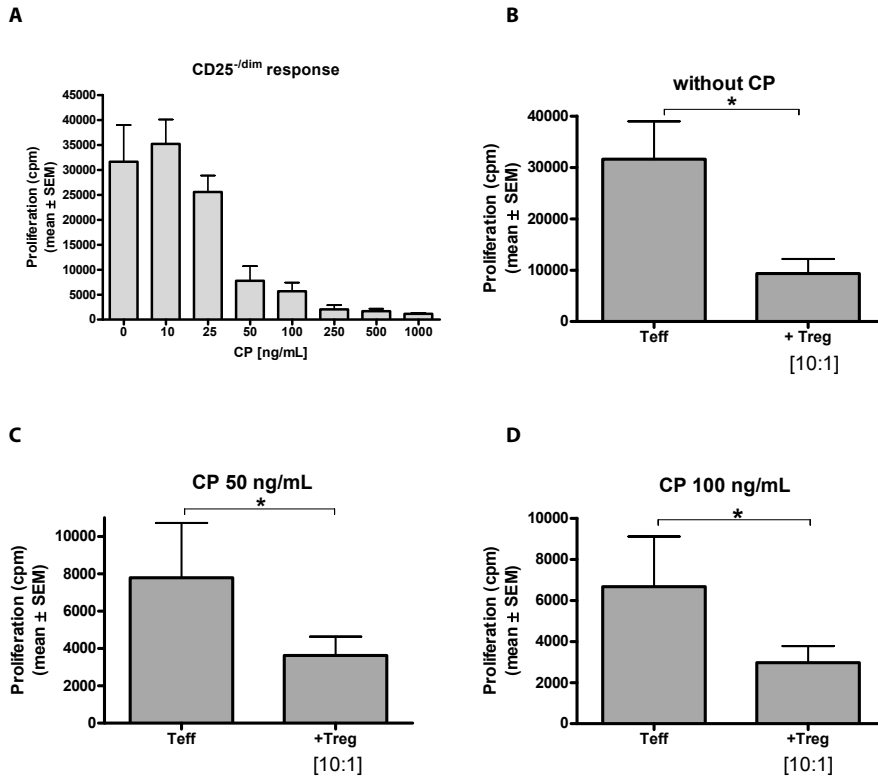 A
CD25-/dim response
Proliferation (cpm)
(mean ± SEM)
45000
40000
35000
30000
25000
20000
15000
10000
5000
0
0 10 25 50 100 250 500 1000
CP [ng/mL]
B
without CP
*
Proliferation (cpm)
(mean ± SEM)
40000
30000
20000
10000
0
Teff + Treg
[10:1]
C
CP 50 ng/mL
*
Proliferation (cpm)
(mean ± SEM)
10000
8000
6000
4000
2000
0
Teff +Treg
[10:1]
D
CP 100 ng/mL
*
Proliferation (cpm)
(mean ± SEM)
10000
8000
6000
4000
2000
0
Teff +Treg
[10:1]